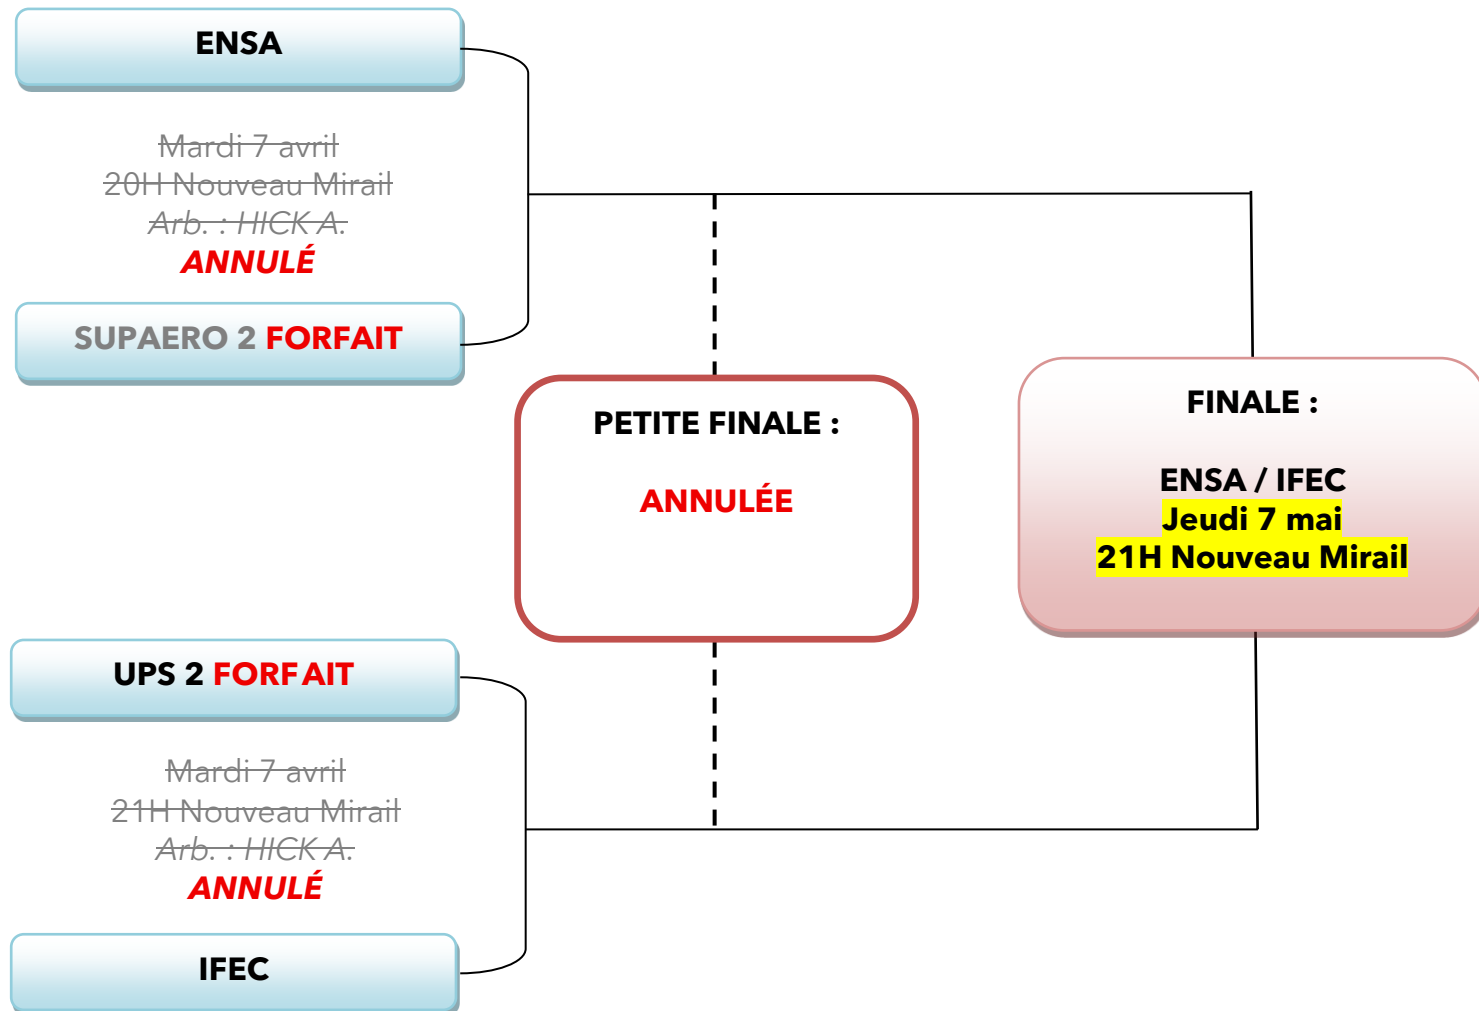 ENSA
Mardi 7 avril
20H Nouveau Mirail
Arb. : HICK A.
ANNULÉ
SUPAERO 2 FORFAIT
PETITE FINALE :
ANNULÉE
FINALE :
ENSA / IFEC
Jeudi 7 mai
21H Nouveau Mirail
UPS 2 FORFAIT
Mardi 7 avril
21H Nouveau Mirail
Arb. : HICK A.
ANNULÉ
IFEC